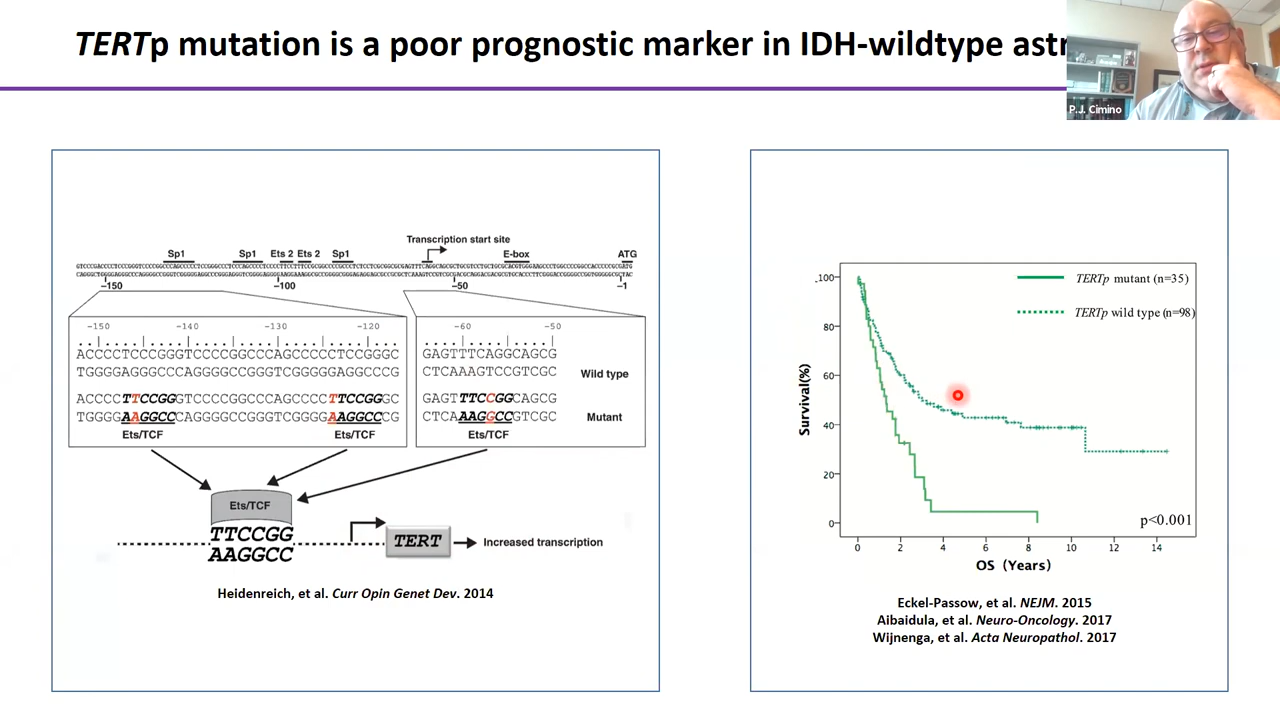 TERTp mutation is a poor prognostic marker in IDH-wildtype
P.J. Cimino
Transcription start site
Sp1 Sp1 Ets 2 Ets 2 Sp1 E-box ATG
−150 −100 −50 −1
−150 −140 −130 −120
ACCCCTCCCGGGTCCCCGGCCCAGCCCCCTCCGGGC
TGGGGAGGGCCCAGGGGCCGGGTCGGGGGAGGCCCG
ACCCCTTCCGGGTCCCCGGCCCAGCCCCTTCCGGGC
TGGGGAAGGCCCAGGGGCCGGGTCGGGGAAGGCCCG
Ets/TCF Ets/TCF
−60 −50
GAGTTTCAGGCAGCG
CTCAAAGTCCGTCGC
Wild type
GAGTTTCCGGCAGCG
CTCAAAGGCCGTCGC
Mutant
Ets/TCF
Ets/TCF
TTCCGG
AAGGCC
TERT
Increased transcription
Heidenreich, et al. Curr Opin Genet Dev. 2014
TERTp mutant (n=35)
TERTp wild type (n=98)
100
80
60
40
20
0
Survival(%)
p<0.001
0 2 4 6 8 10 12 14
OS (Years)
Eckel-Passow, et al. NEJM. 2015
Aibaidula, et al. Neuro-Oncology. 2017
Wijnenga, et al. Acta Neuropathol. 2017